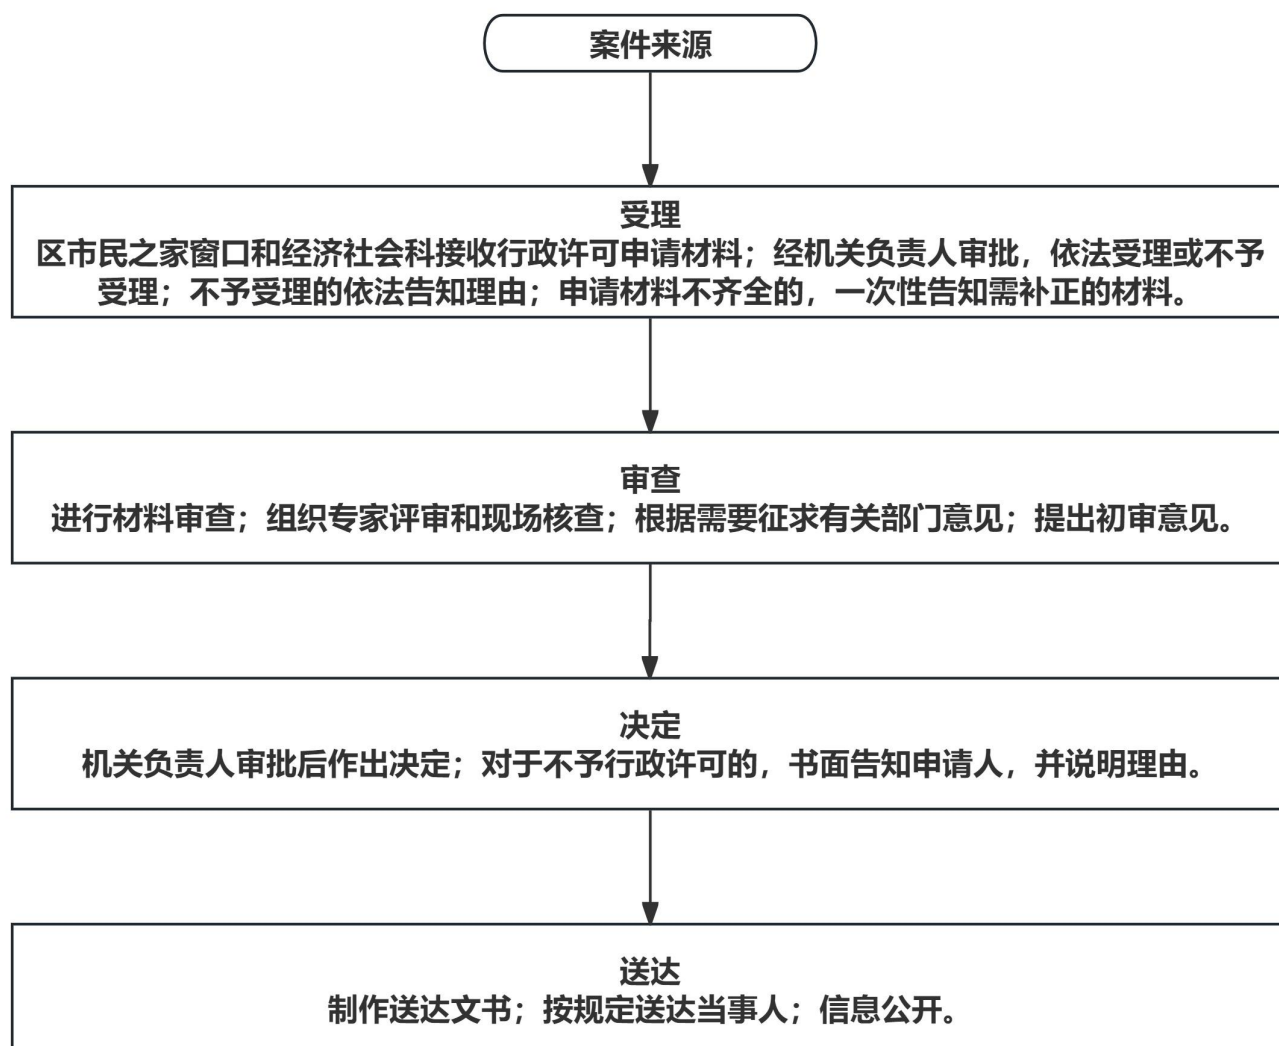 案件来源
受理
区市民之家窗口和经济社会科接收行政许可申请材料；经机关负责人审批，依法受理或不予
受理；不予受理的依法告知理由；申请材料不齐全的，一次性告知需补正的材料。
审查
进行材料审查；组织专家评审和现场核查；根据需要征求有关部门意见；提出初审意见。
决定
机关负责人审批后作出决定；对于不予行政许可的，书面告知申请人，并说明理由。
送达
制作送达文书；按规定送达当事人；信息公开。